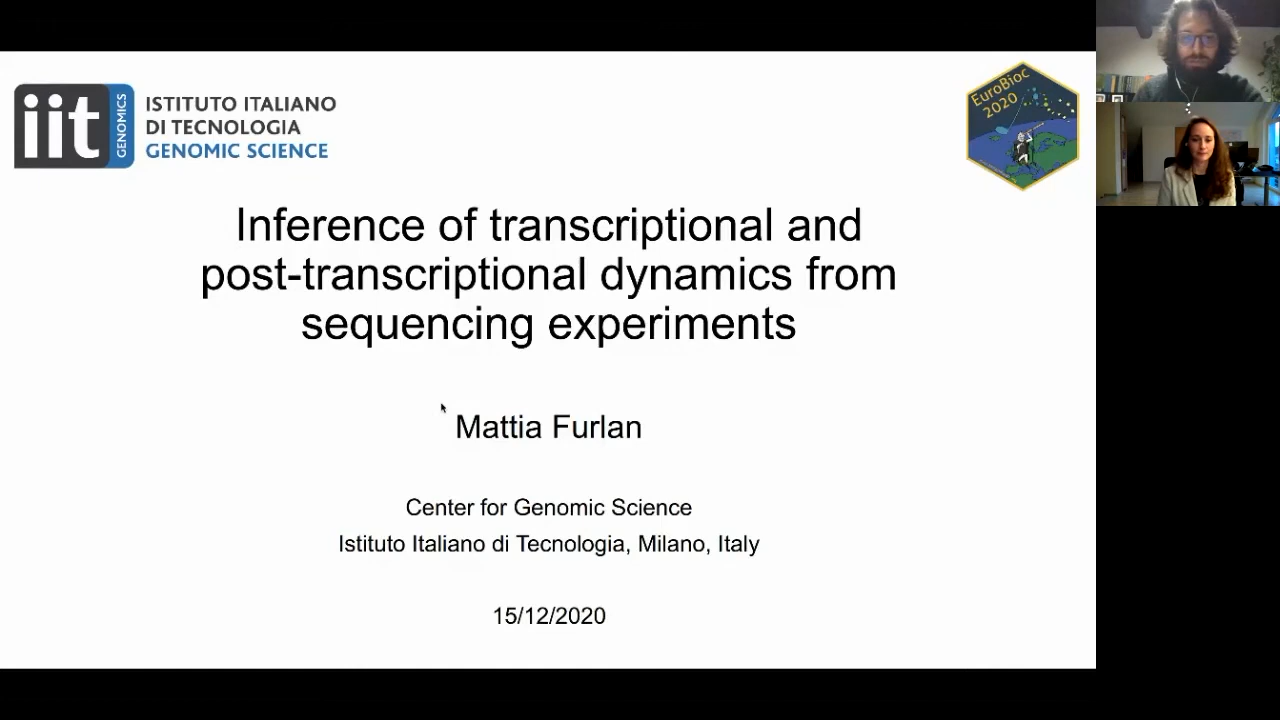 iit
GENOMICS
ISTITUTO ITALIANO
DI TECNOLOGIA
GENOMIC SCIENCE
EuroBioc
2020
Inference of transcriptional and
post-transcriptional dynamics from
sequencing experiments
Mattia Furlan
Center for Genomic Science
Istituto Italiano di Tecnologia, Milano, Italy
15/12/2020